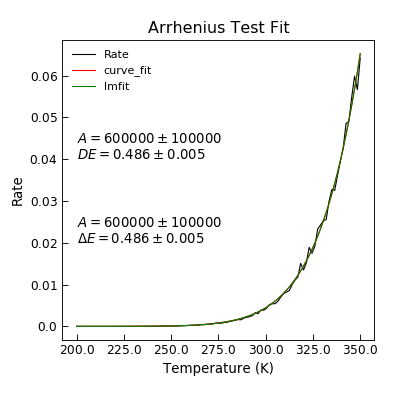 Arrhenius Test Fit
Rate
curve_fit
lmfit
A = 600000 ± 100000
DE = 0.486 ± 0.005
A = 600000 ± 100000
ΔE = 0.486 ± 0.005
Rate
0.06
0.05
0.04
0.03
0.02
0.01
0.0
200.0 225.0 250.0 275.0 300.0 325.0 350.0
Temperature (K)